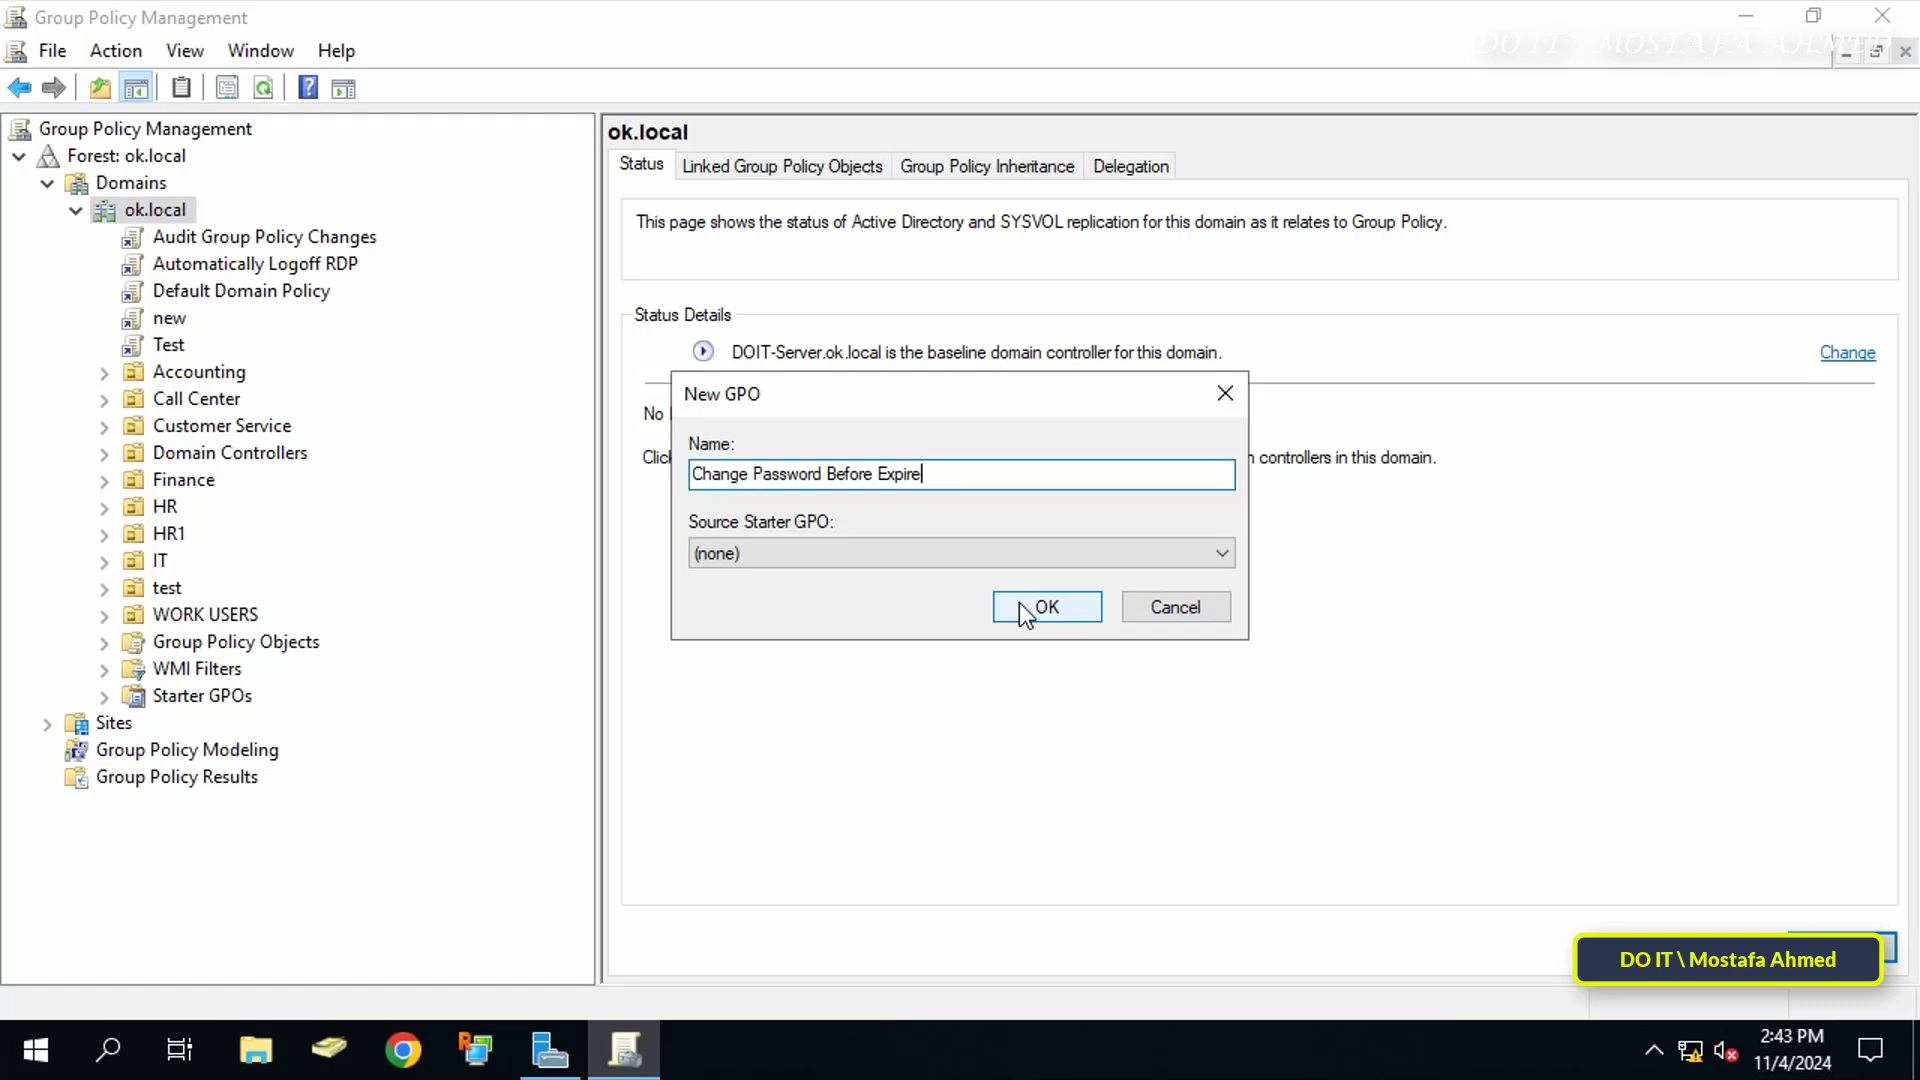 Group Policy Management
DO IT \ MOSTAFA AHMED
File Action View Window Help
Group Policy Management
Forest: ok.local
Domains
ok.local
Audit Group Policy Changes
Automatically Logoff RDP
Default Domain Policy
new
Test
Accounting
Call Center
Customer Service
Domain Controllers
Finance
HR
HR1
IT
test
WORK USERS
Group Policy Objects
WMI Filters
Starter GPOs
Sites
Group Policy Modeling
Group Policy Results
ok.local
Status Linked Group Policy Objects Group Policy Inheritance Delegation
This page shows the status of Active Directory and SYSVOL replication for this domain as it relates to Group Policy.
Status Details
DOIT-Server.ok.local is the baseline domain controller for this domain. Change
No
controllers in this domain.
New GPO
Name:
Change Password Before Expire
Source Starter GPO:
(none)
OK Cancel
DO IT \ Mostafa Ahmed
2:43 PM
11/4/2024